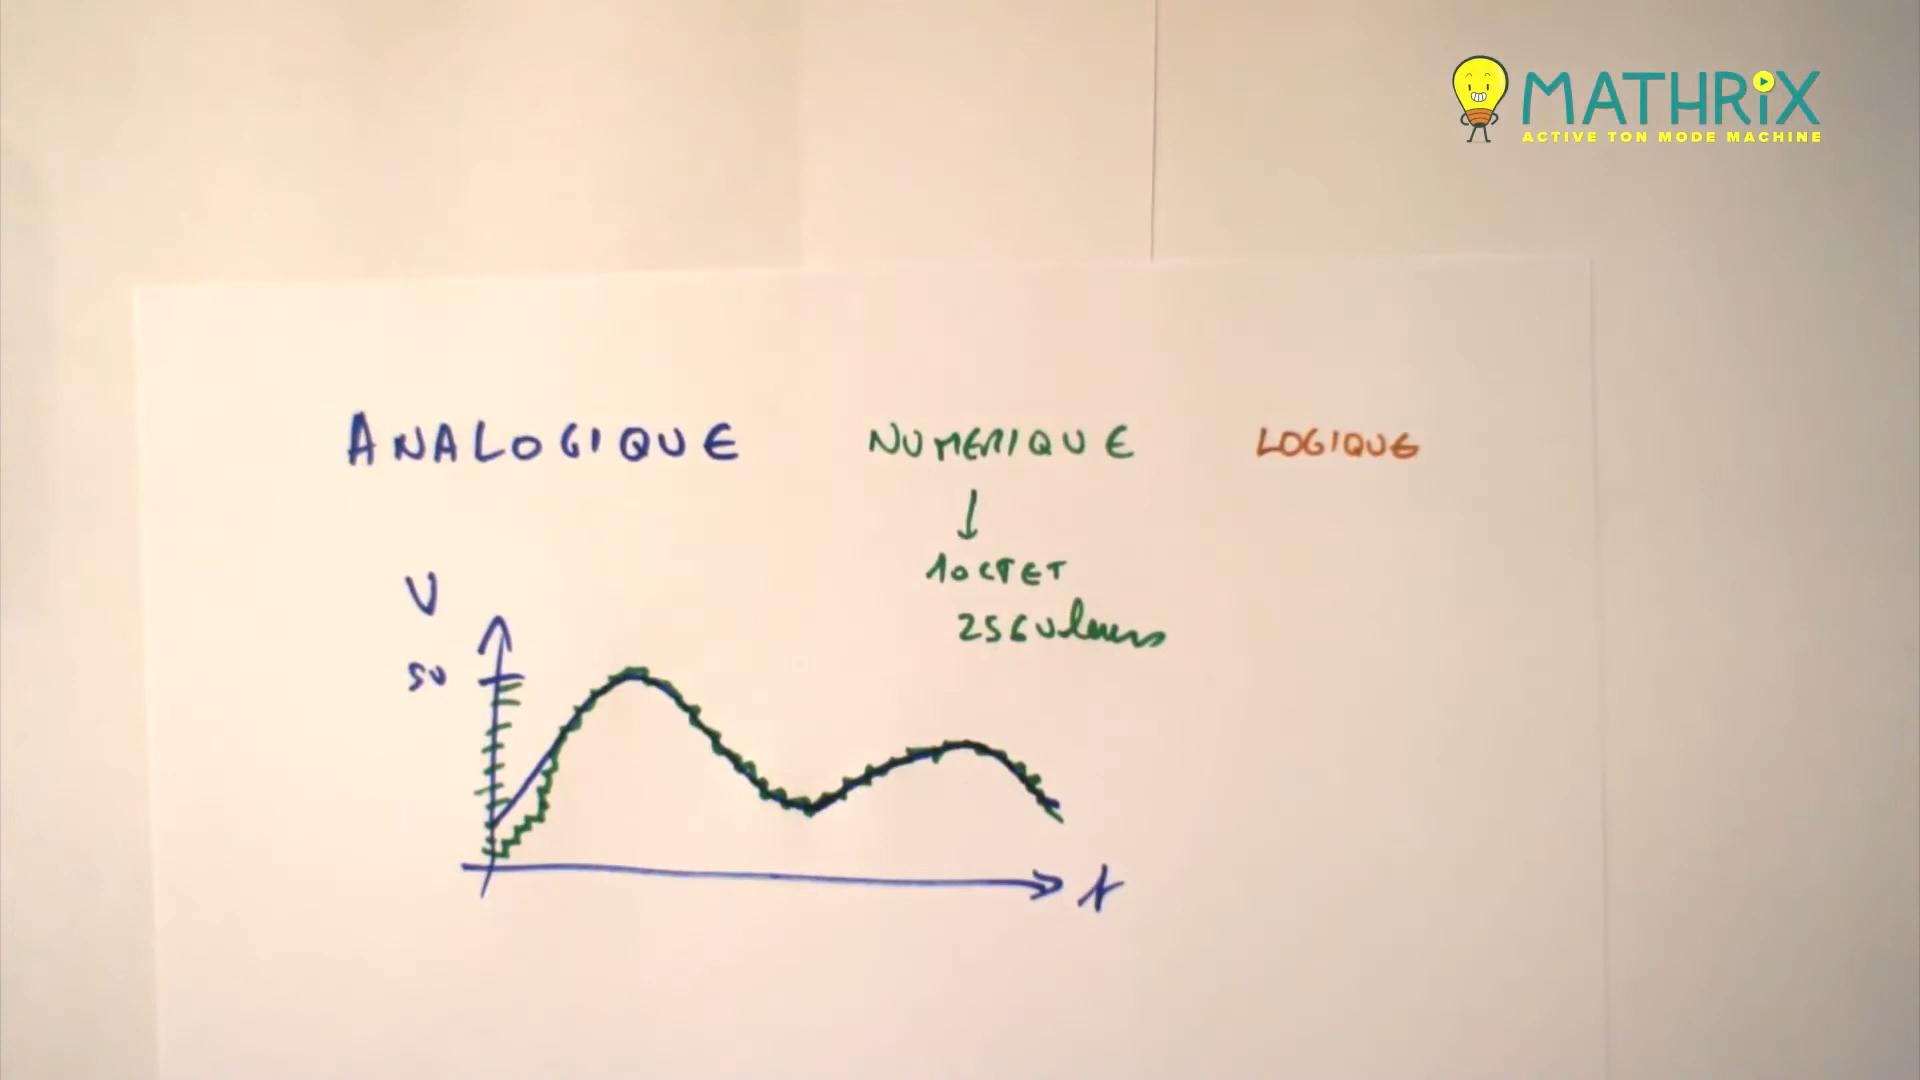 MATHRiX
ACTIVE TON MODE MACHINE
ANALOGIQUE NUMERIQUE LOGIQUE
1 OCTET
256 valeurs
V
5V
t